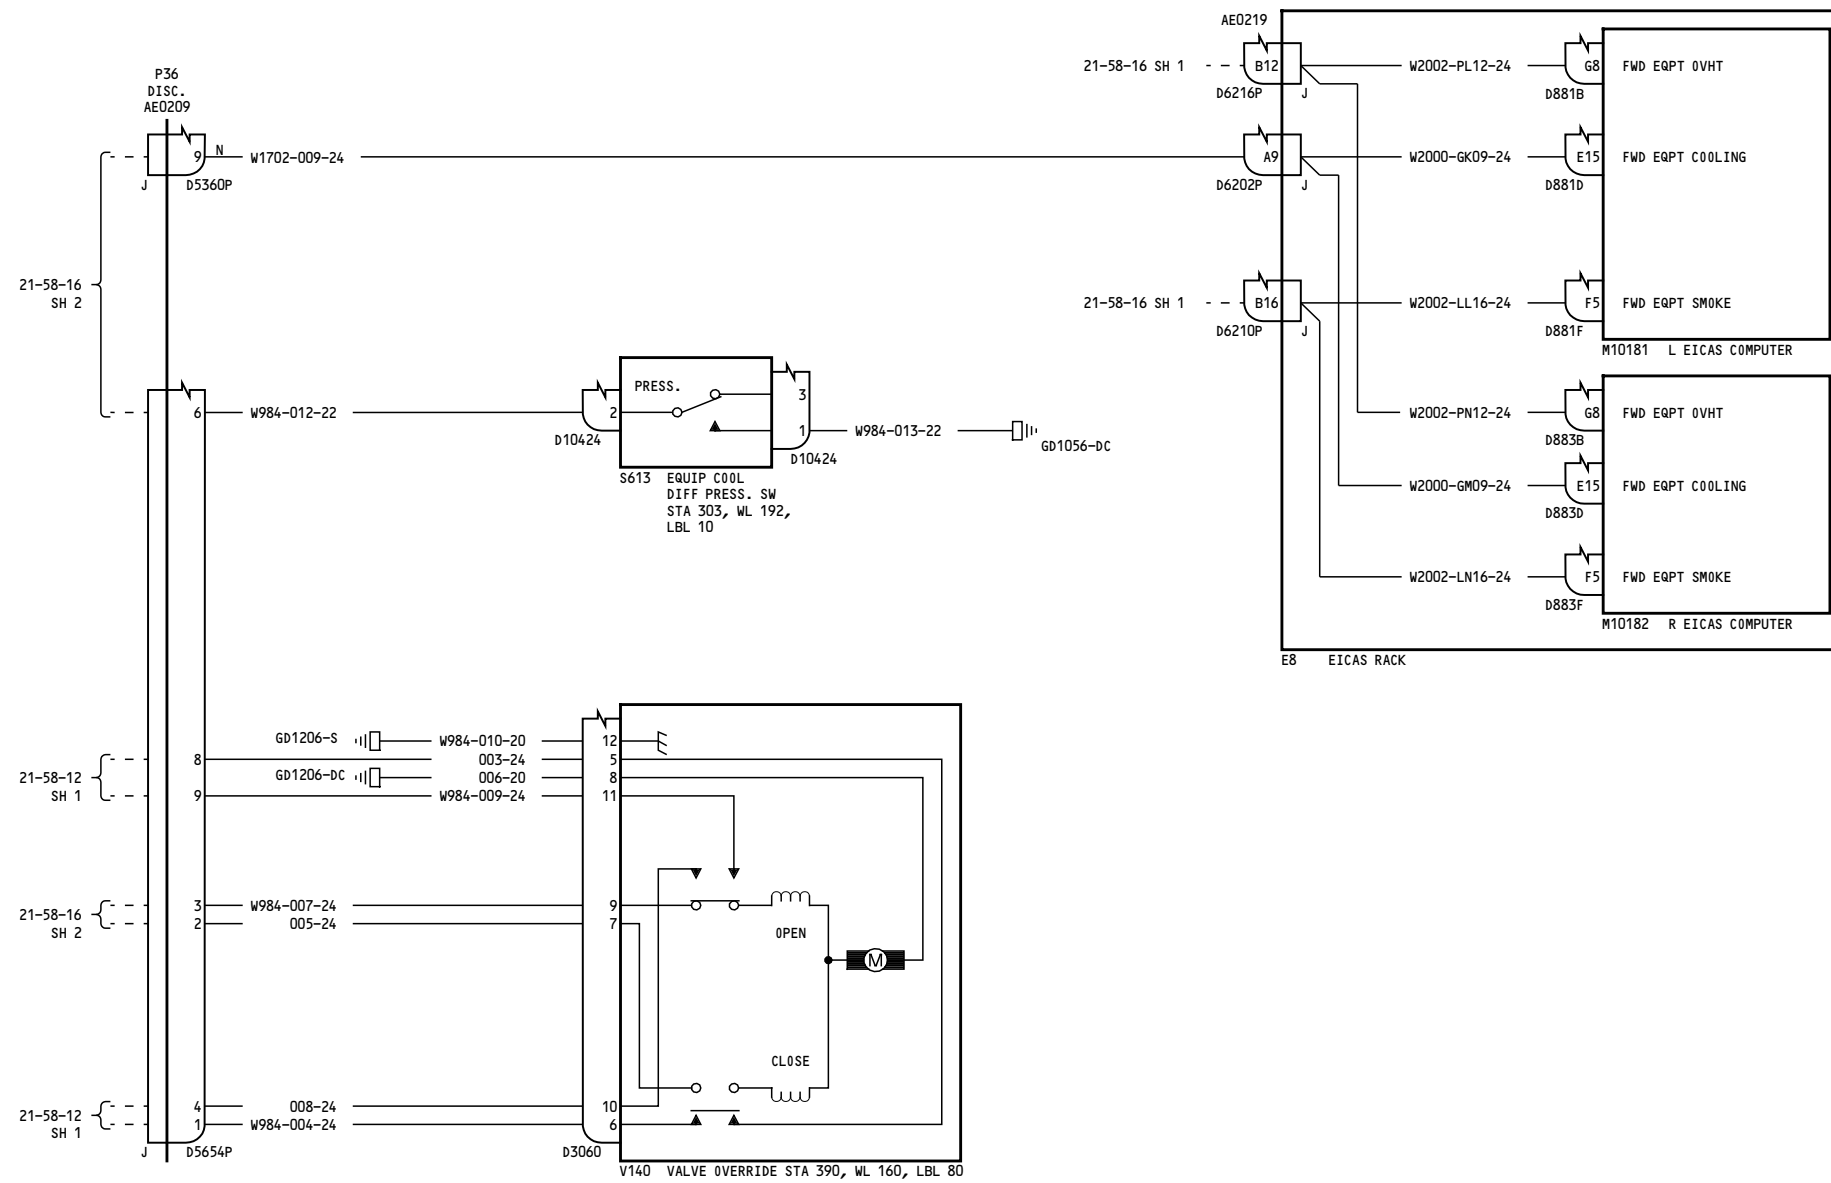 AE0219
21-58-16 SH 1 B12 W2002-PL12-24 G8 FWD EQPT OVHT
D6216P J D881B
P36
DISC.
AE0209
9 N W1702-009-24 A9 W2000-GK09-24 E15 FWD EQPT COOLING
J D5360P D6202P J D881D
21-58-16
SH 2
21-58-16 SH 1 B16 W2002-LL16-24 F5 FWD EQPT SMOKE
D6210P J D881F
M10181 L EICAS COMPUTER
PRESS.
3
6 W984-012-22 2
D10424
1 W984-013-22
GD1056-DC
D10424
S613 EQUIP COOL
DIFF PRESS. SW
STA 303, WL 192,
LBL 10
W2002-PN12-24 G8 FWD EQPT OVHT
D883B
W2000-GM09-24 E15 FWD EQPT COOLING
D883D
W2002-LN16-24 F5 FWD EQPT SMOKE
D883F
M10182 R EICAS COMPUTER
E8 EICAS RACK
GD1206-S W984-010-20 12
8 003-24 5
21-58-12
SH 1
GD1206-DC 006-20 8
9 W984-009-24 11
21-58-16
SH 2
3 W984-007-24 9
2 005-24 7
OPEN
M
CLOSE
21-58-12
SH 1
4 008-24 10
1 W984-004-24 6
J D5654P D3060
V140 VALVE OVERRIDE STA 390, WL 160, LBL 80